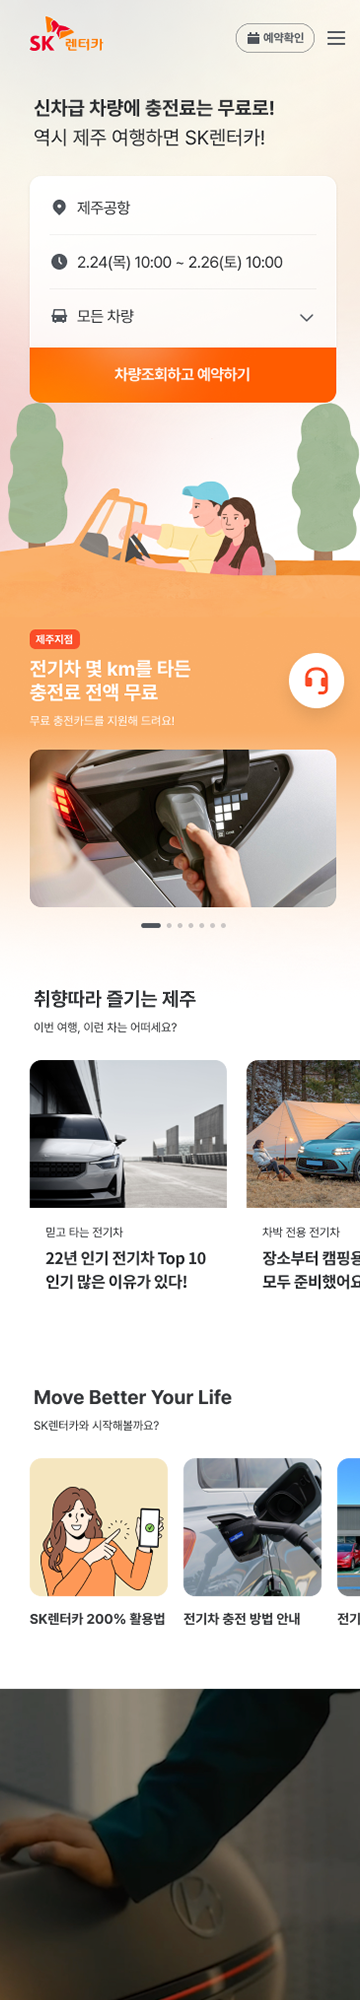 SK 렌터카
예약확인
신차급 차량에 충전료는 무료로!
역시 제주 여행하면 SK렌터카!
제주공항
2.24(목) 10:00 ~ 2.26(토) 10:00
모든 차량
차량조회하고 예약하기
제주지점
전기차 몇 km를 타든
충전료 전액 무료
무료 충전카드를 지원해 드려요!
취향따라 즐기는 제주
이번 여행, 이런 차는 어떠세요?
믿고 타는 전기차
22년 인기 전기차 Top 10
인기 많은 이유가 있다!
차박 전용 전기차
장소부터 캠핑용
모두 준비했어요
Move Better Your Life
SK렌터카와 시작해볼까요?
SK렌터카 200% 활용법
전기차 충전 방법 안내
전기